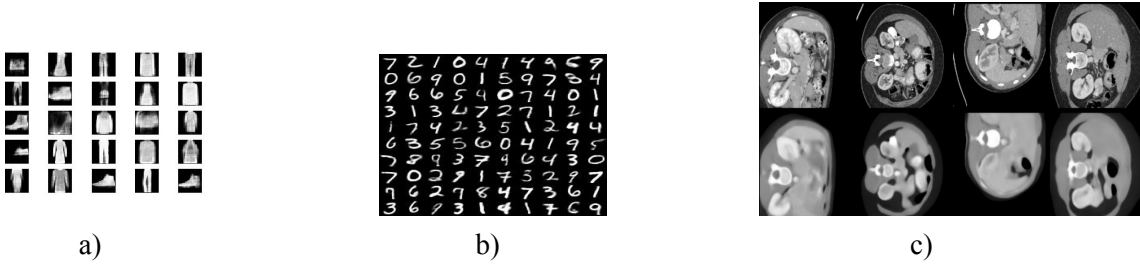 7 2 1 0 4 1 4 9 5 9
0 6 9 0 1 5 9 7 3 4
9 6 6 5 4 0 7 4 0 1
3 1 3 4 7 2 7 1 2 1
1 7 4 2 3 5 1 2 4 4
6 3 5 5 6 0 4 1 9 5
7 8 9 3 7 4 6 4 3 0
7 0 2 9 1 7 3 2 9 7
9 6 2 7 8 4 7 3 6 1
3 6 9 3 1 4 1 7 6 9
a)
b)
c)